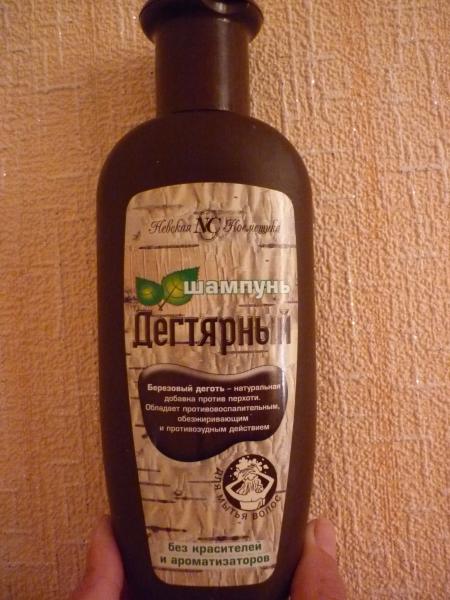 Невская NC Косметика
шампунь
Дегтярный
Березовый деготь – натуральная
добавка против перхоти.
Обладает противовоспалительным,
обезжиривающим
и противозудным действием
для мытья волос
без красителей
и ароматизаторов